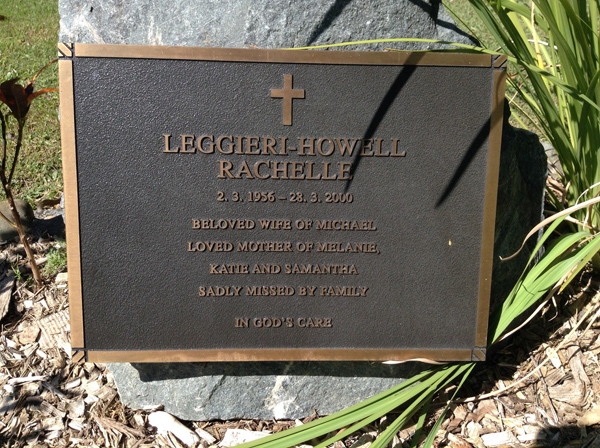 LEGGIERI-HOWELL
RACHELLE
2. 3. 1956 – 28. 3. 2000
BELOVED WIFE OF MICHAEL
LOVED MOTHER OF MELANIE,
KATIE AND SAMANTHA
SADLY MISSED BY FAMILY
IN GOD'S CARE